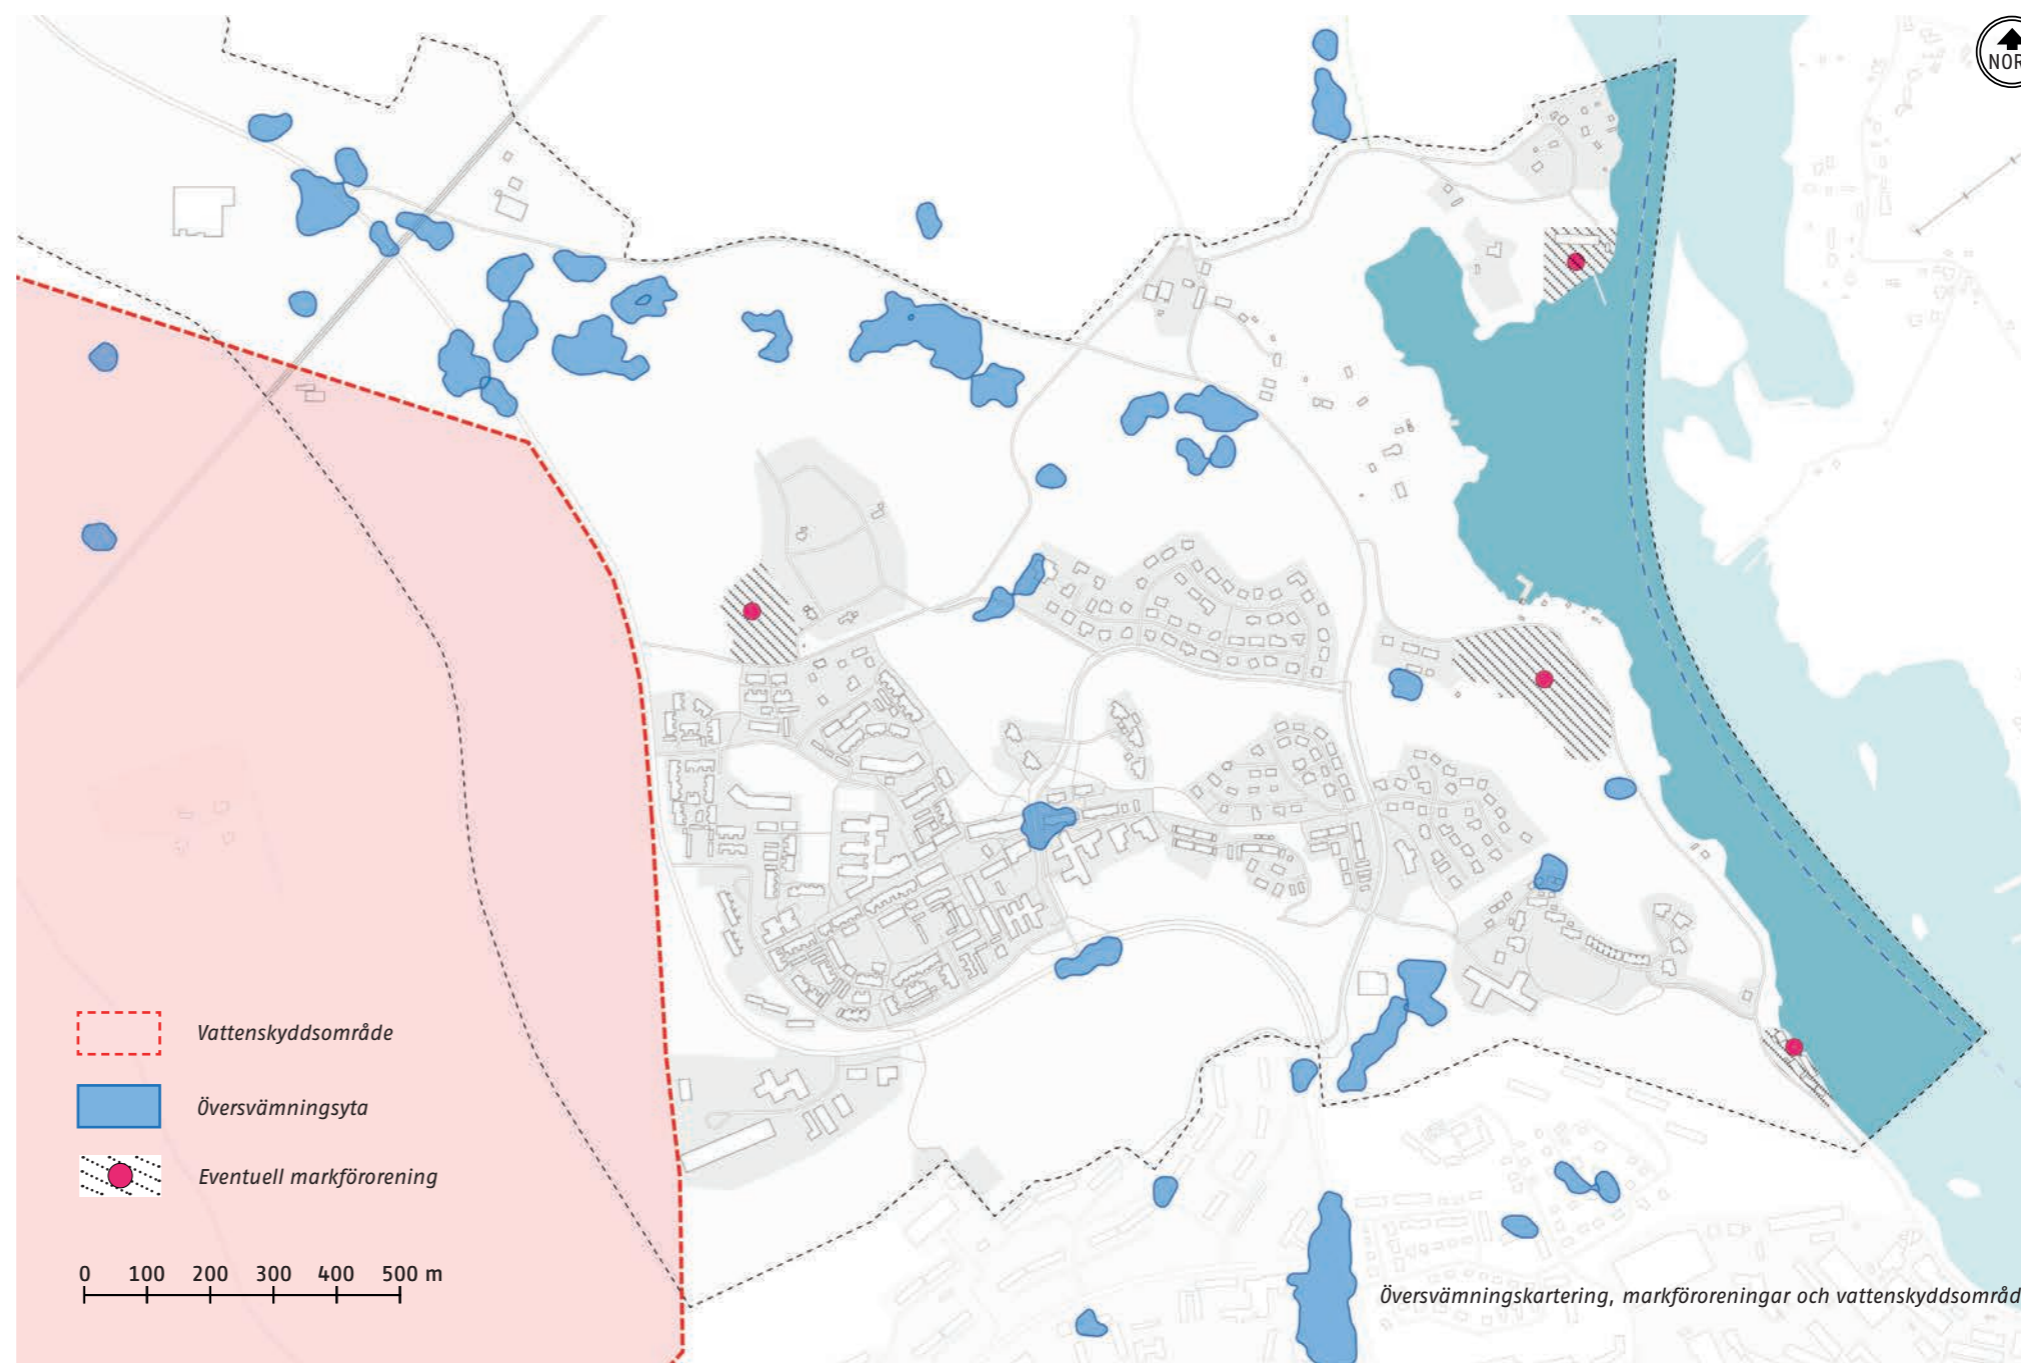 NOR
Vattenskyddsområde
Översvämningsyta
Eventuell markförorening
0 100 200 300 400 500 m
Översvämningskartering, markföroreningar och vattenskyddsområd